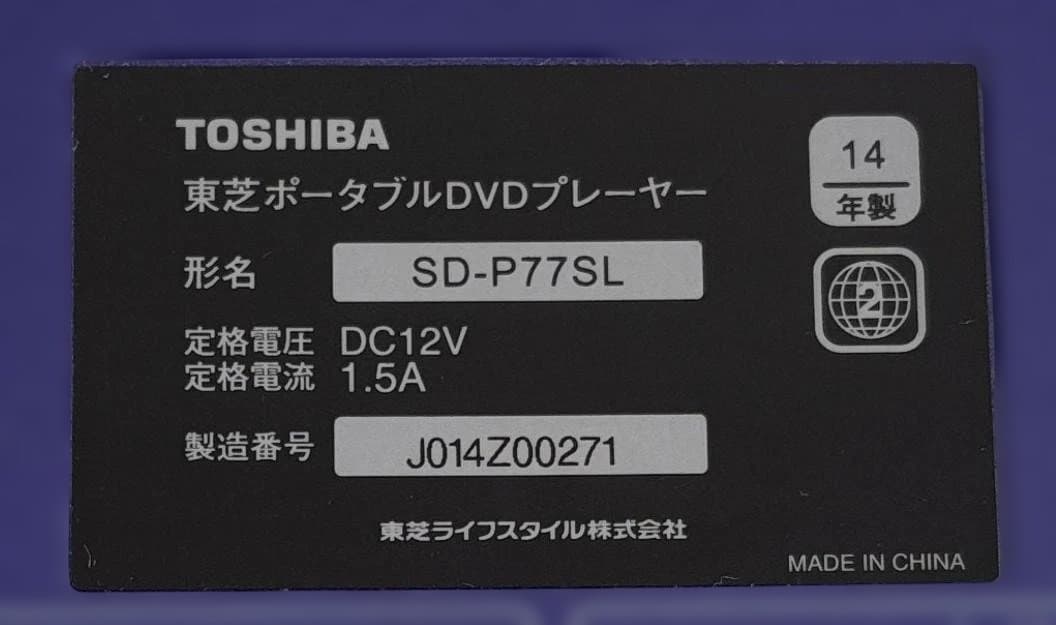 TOSHIBA
東芝ポータブルDVDプレーヤー
14
年製
形名 SD-P77SL
2
定格電圧 DC12V
定格電流 1.5A
製造番号 J014Z00271
東芝ライフスタイル株式会社
MADE IN CHINA